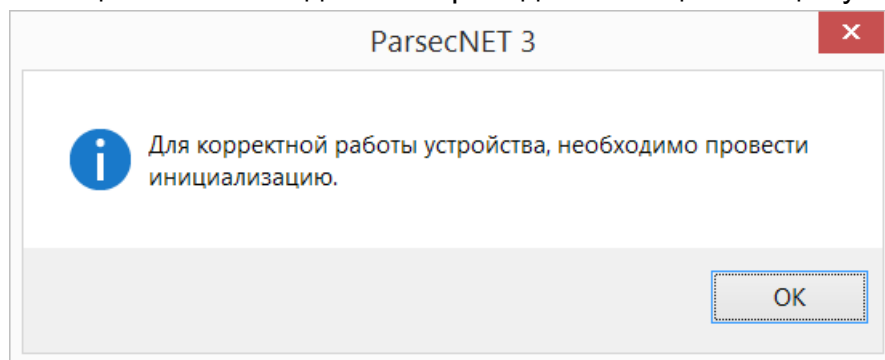 ParsecNET 3
Для корректной работы устройства, необходимо провести
инициализацию.
OK